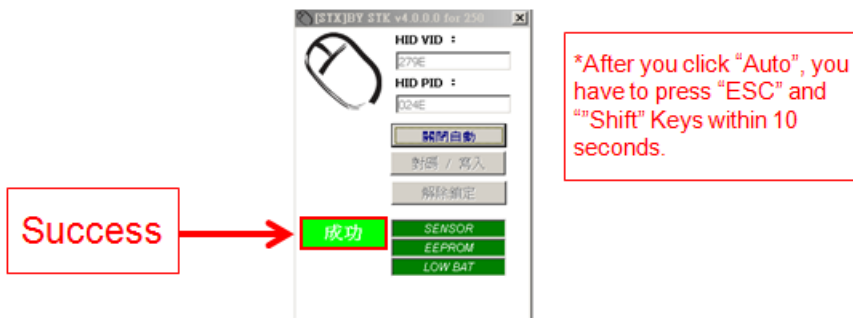 [STX]BY STK v4.0.0.0 for 250
HID VID :
279E
HID PID :
024E
關閉自動
對碼 / 寫入
解除鎖定
成功
SENSOR
EEPROM
LOW BAT
Success
*After you click “Auto”, you
have to press “ESC” and
“”Shift” Keys within 10
seconds.